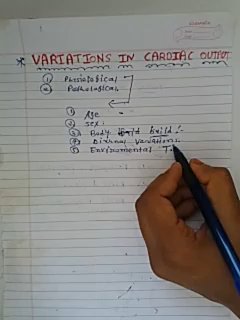 * VARIATIONS IN CARDIAC OUTPUT
① Physiological
② Pathological.
① Age -
② Sex :
③ Body build :-
④ Diurnal Variations.
⑤ Environmental T